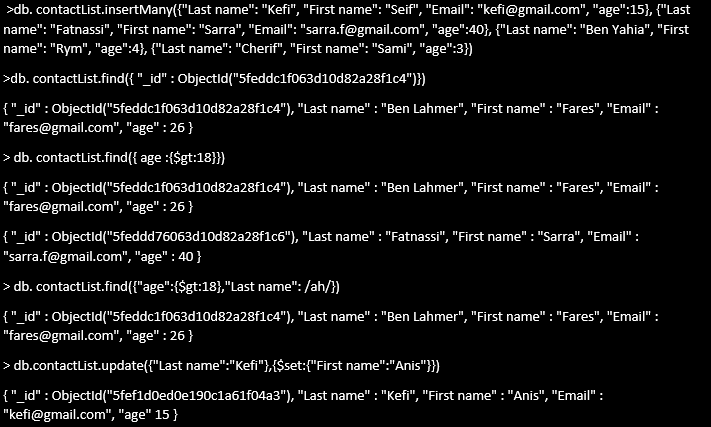 >db. contactList.insertMany({"Last name": "Kefi", "First name": "Seif", "Email": "kefi@gmail.com", "age":15}, {"Last
name": "Fatnassi", "First name": "Sarra", "Email": "sarra.f@gmail.com", "age":40}, {"Last name": "Ben Yahia", "First
name": "Rym", "age":4}, {"Last name": "Cherif", "First name": "Sami", "age":3})
>db. contactList.find({ "_id" : ObjectId("5feddc1f063d10d82a28f1c4")})
{ "_id" : ObjectId("5feddc1f063d10d82a28f1c4"), "Last name" : "Ben Lahmer", "First name" : "Fares", "Email" :
"fares@gmail.com", "age" : 26 }
> db. contactList.find({ age :{$gt:18}})
{ "_id" : ObjectId("5feddc1f063d10d82a28f1c4"), "Last name" : "Ben Lahmer", "First name" : "Fares", "Email" :
"fares@gmail.com", "age" : 26 }
{ "_id" : ObjectId("5feddd76063d10d82a28f1c6"), "Last name" : "Fatnassi", "First name" : "Sarra", "Email" :
"sarra.f@gmail.com", "age" : 40 }
> db. contactList.find({"age":{$gt:18},"Last name": /ah/})
{ "_id" : ObjectId("5feddc1f063d10d82a28f1c4"), "Last name" : "Ben Lahmer", "First name" : "Fares", "Email" :
"fares@gmail.com", "age" : 26 }
> db.contactList.update({"Last name":"Kefi"},{$set:{"First name":"Anis"}})
{ "_id" : ObjectId("5fef1d0ed0e190c1a61f04a3"), "Last name" : "Kefi", "First name" : "Anis", "Email" :
"kefi@gmail.com", "age" 15 }